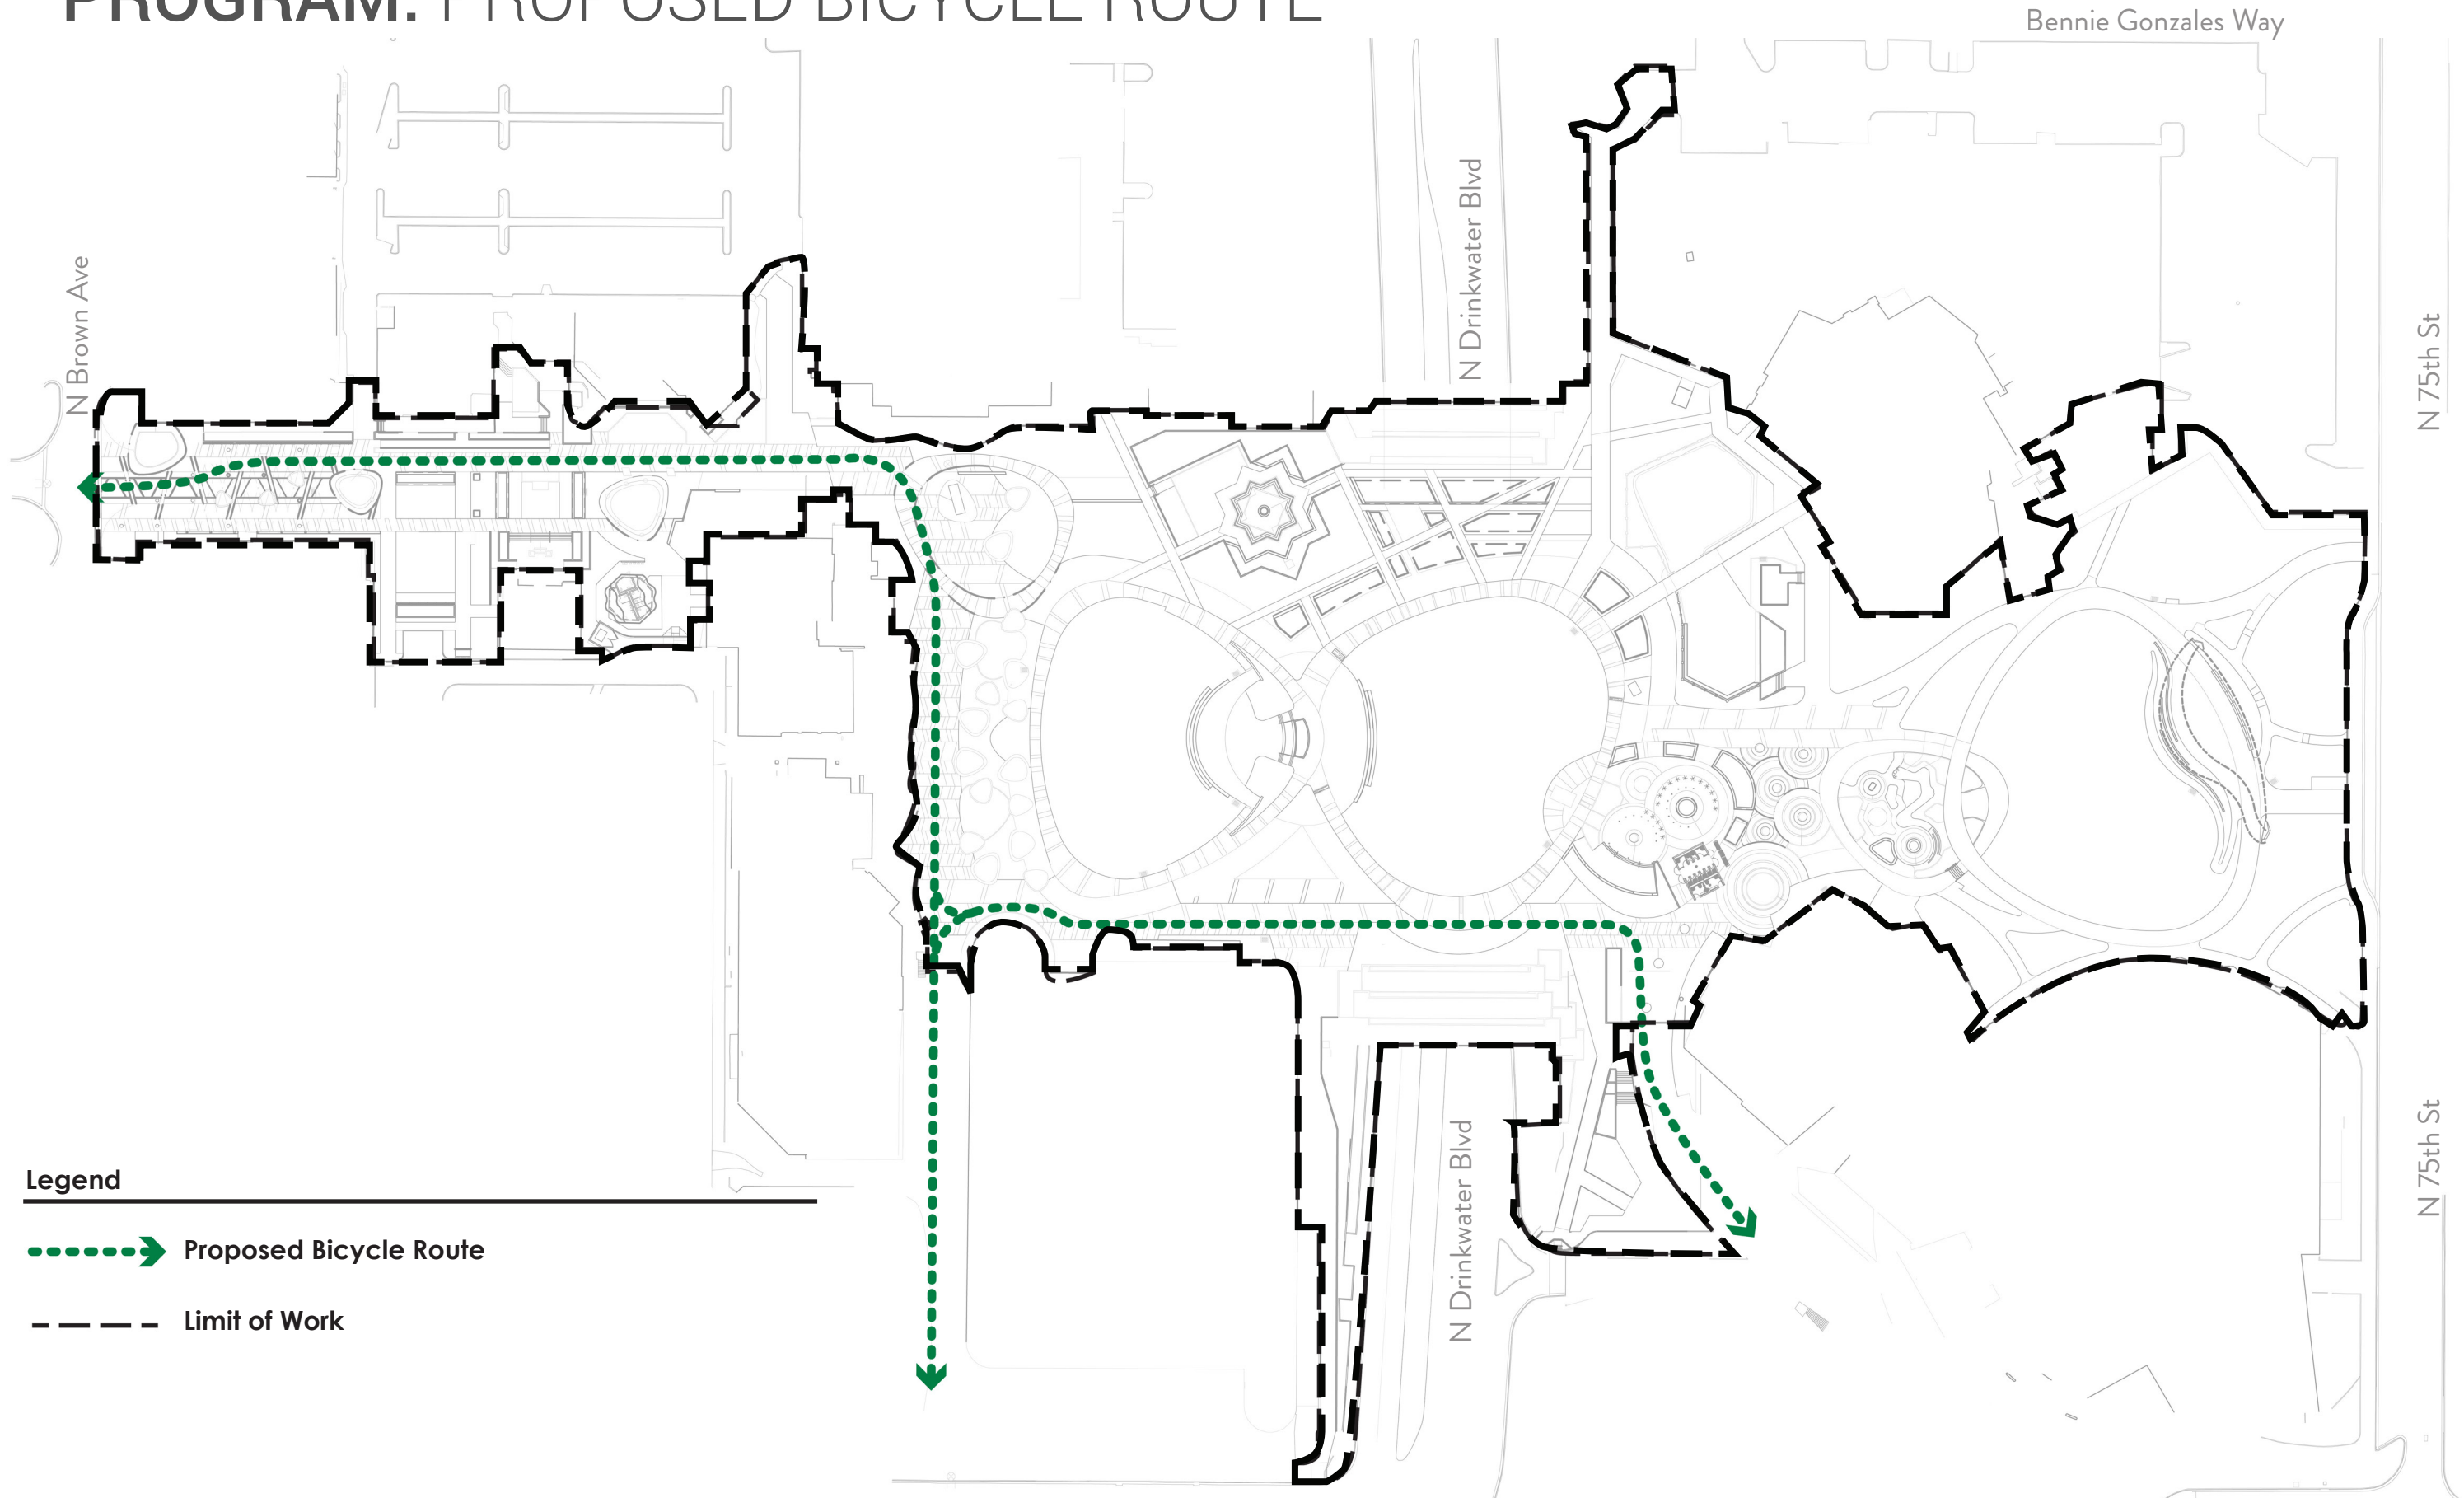 PROGRAM: PROPOSED BICYCLE ROUTE
Bennie Gonzales Way
N Brown Ave
N Drinkwater Blvd
N 75th St
N Drinkwater Blvd
N 75th St
Legend
Proposed Bicycle Route
Limit of Work